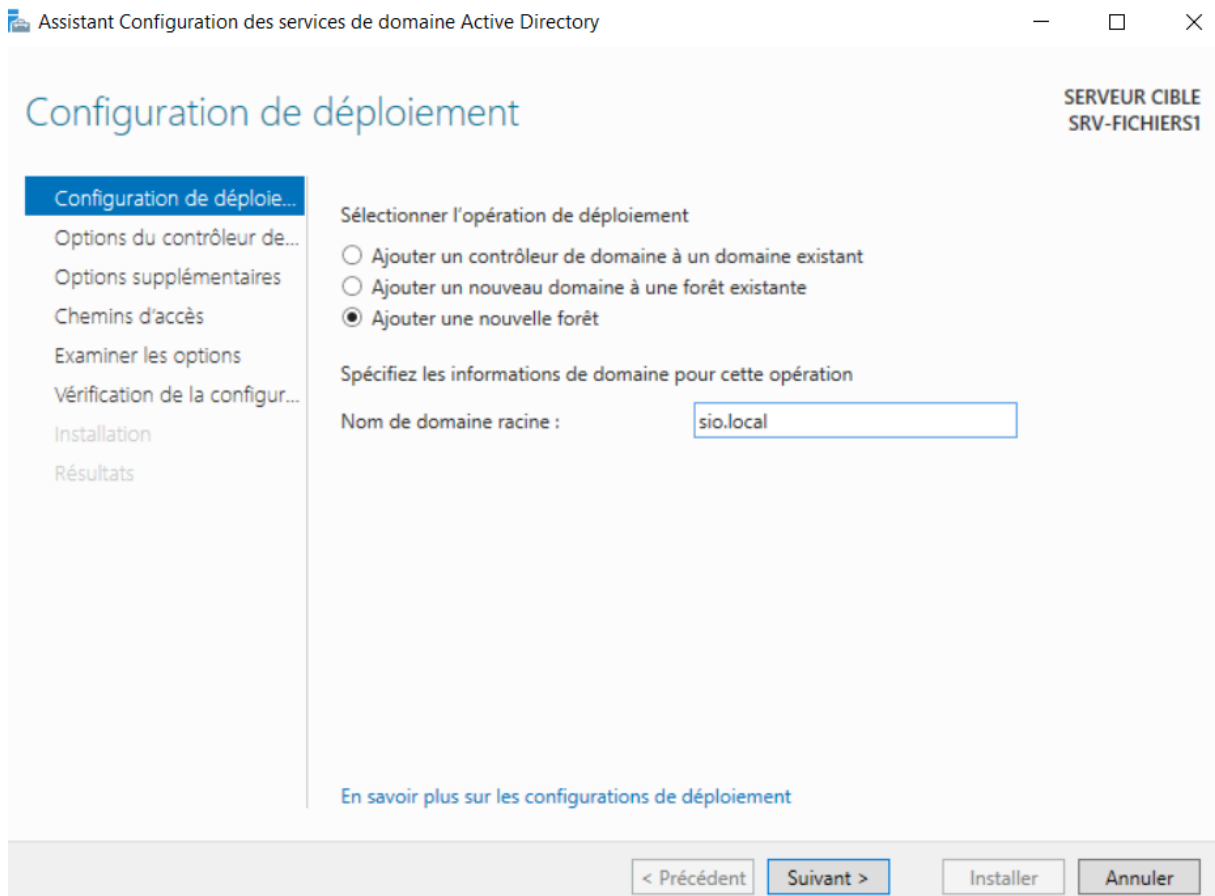 Assistant Configuration des services de domaine Active Directory
Configuration de déploiement
SERVEUR CIBLE
SRV-FICHIERS1
Configuration de déploie...
Options du contrôleur de...
Options supplémentaires
Chemins d'accès
Examiner les options
Vérification de la configur...
Installation
Résultats
Sélectionner l'opération de déploiement
Ajouter un contrôleur de domaine à un domaine existant
Ajouter un nouveau domaine à une forêt existante
Ajouter une nouvelle forêt
Spécifiez les informations de domaine pour cette opération
Nom de domaine racine : sio.local
En savoir plus sur les configurations de déploiement
< Précédent Suivant > Installer Annuler